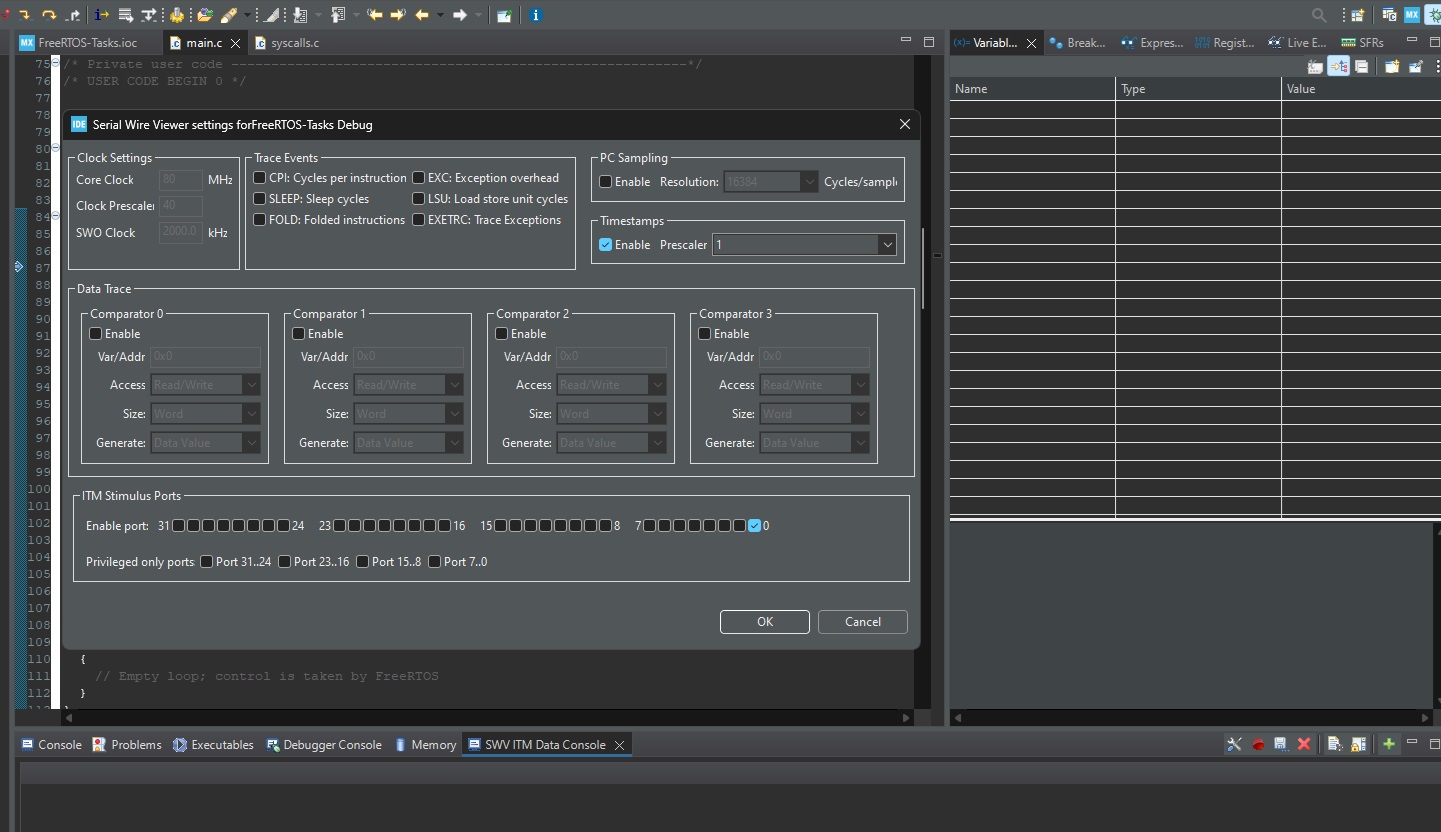 MX
MX FreeRTOS-Tasks.ioc
main.c
syscalls.c
(x)= Variabl...
Break...
Expres...
Regist...
Live E...
SFRs
75 /* Private user code ---------------------------------------------------------*/
76 /* USER CODE BEGIN 0 */
77
78
79
80
81
82
83
84
85
86
87
88
89
90
91
92
93
94
95
96
97
98
99
100
101
102
103
104
105
106
107
108
109
110 {
111 // Empty loop; control is taken by FreeRTOS
112 }
IDE Serial Wire Viewer settings forFreeRTOS-Tasks Debug
Clock Settings
Core Clock 80 MHz
Clock Prescaler 40
SWO Clock 2000,0 kHz
Trace Events
CPI: Cycles per instruction EXC: Exception overhead
SLEEP: Sleep cycles LSU: Load store unit cycles
FOLD: Folded instructions EXETRC: Trace Exceptions
PC Sampling
Enable Resolution: 16384 Cycles/sample
Timestamps
Enable Prescaler 1
Data Trace
Comparator 0
Enable
Var/Addr 0x0
Access Read/Write
Size: Word
Generate: Data Value
Comparator 1
Enable
Var/Addr 0x0
Access Read/Write
Size: Word
Generate: Data Value
Comparator 2
Enable
Var/Addr 0x0
Access Read/Write
Size: Word
Generate: Data Value
Comparator 3
Enable
Var/Addr 0x0
Access Read/Write
Size: Word
Generate: Data Value
ITM Stimulus Ports
Enable port: 31 24 23 16 15 8 7 0
Privileged only ports Port 31..24 Port 23..16 Port 15..8 Port 7..0
OK Cancel
Name Type Value
Console Problems Executables Debugger Console Memory SWV ITM Data Console